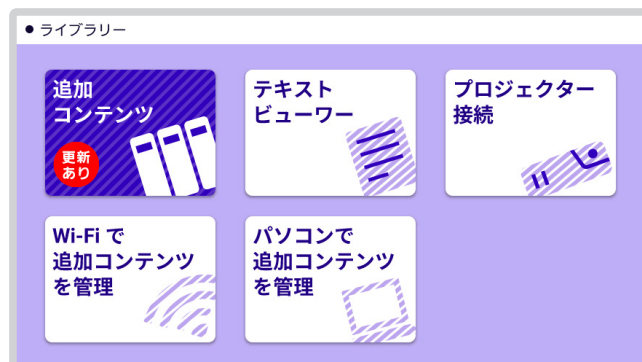 ライブラリー
追加
コンテンツ
更新
あり
テキスト
ビューワー
プロジェクター
接続
Wi-Fi で
追加コンテンツ
を管理
パソコンで
追加コンテンツ
を管理